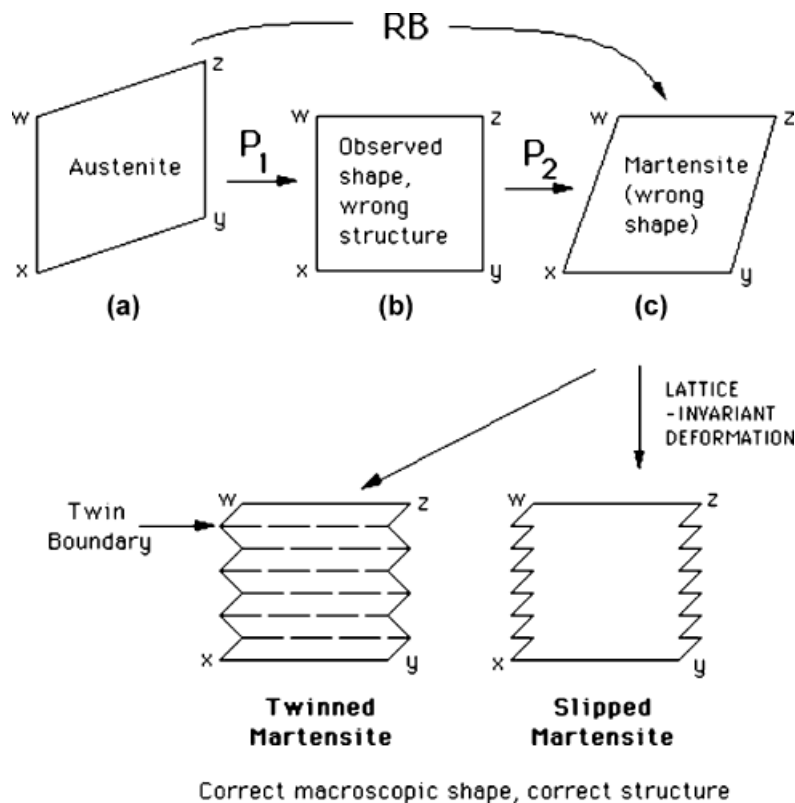 RB
w
z
Austenite
x
y
(a)
P1
w
z
Observed
shape,
wrong
structure
x
y
(b)
P2
w
z
Martensite
(wrong
shape)
x
y
(c)
LATTICE
-INVARIANT
DEFORMATION
Twin
Boundary
w
z
x
y
Twinned
Martensite
w
z
x
y
Slipped
Martensite
Correct macroscopic shape, correct structure